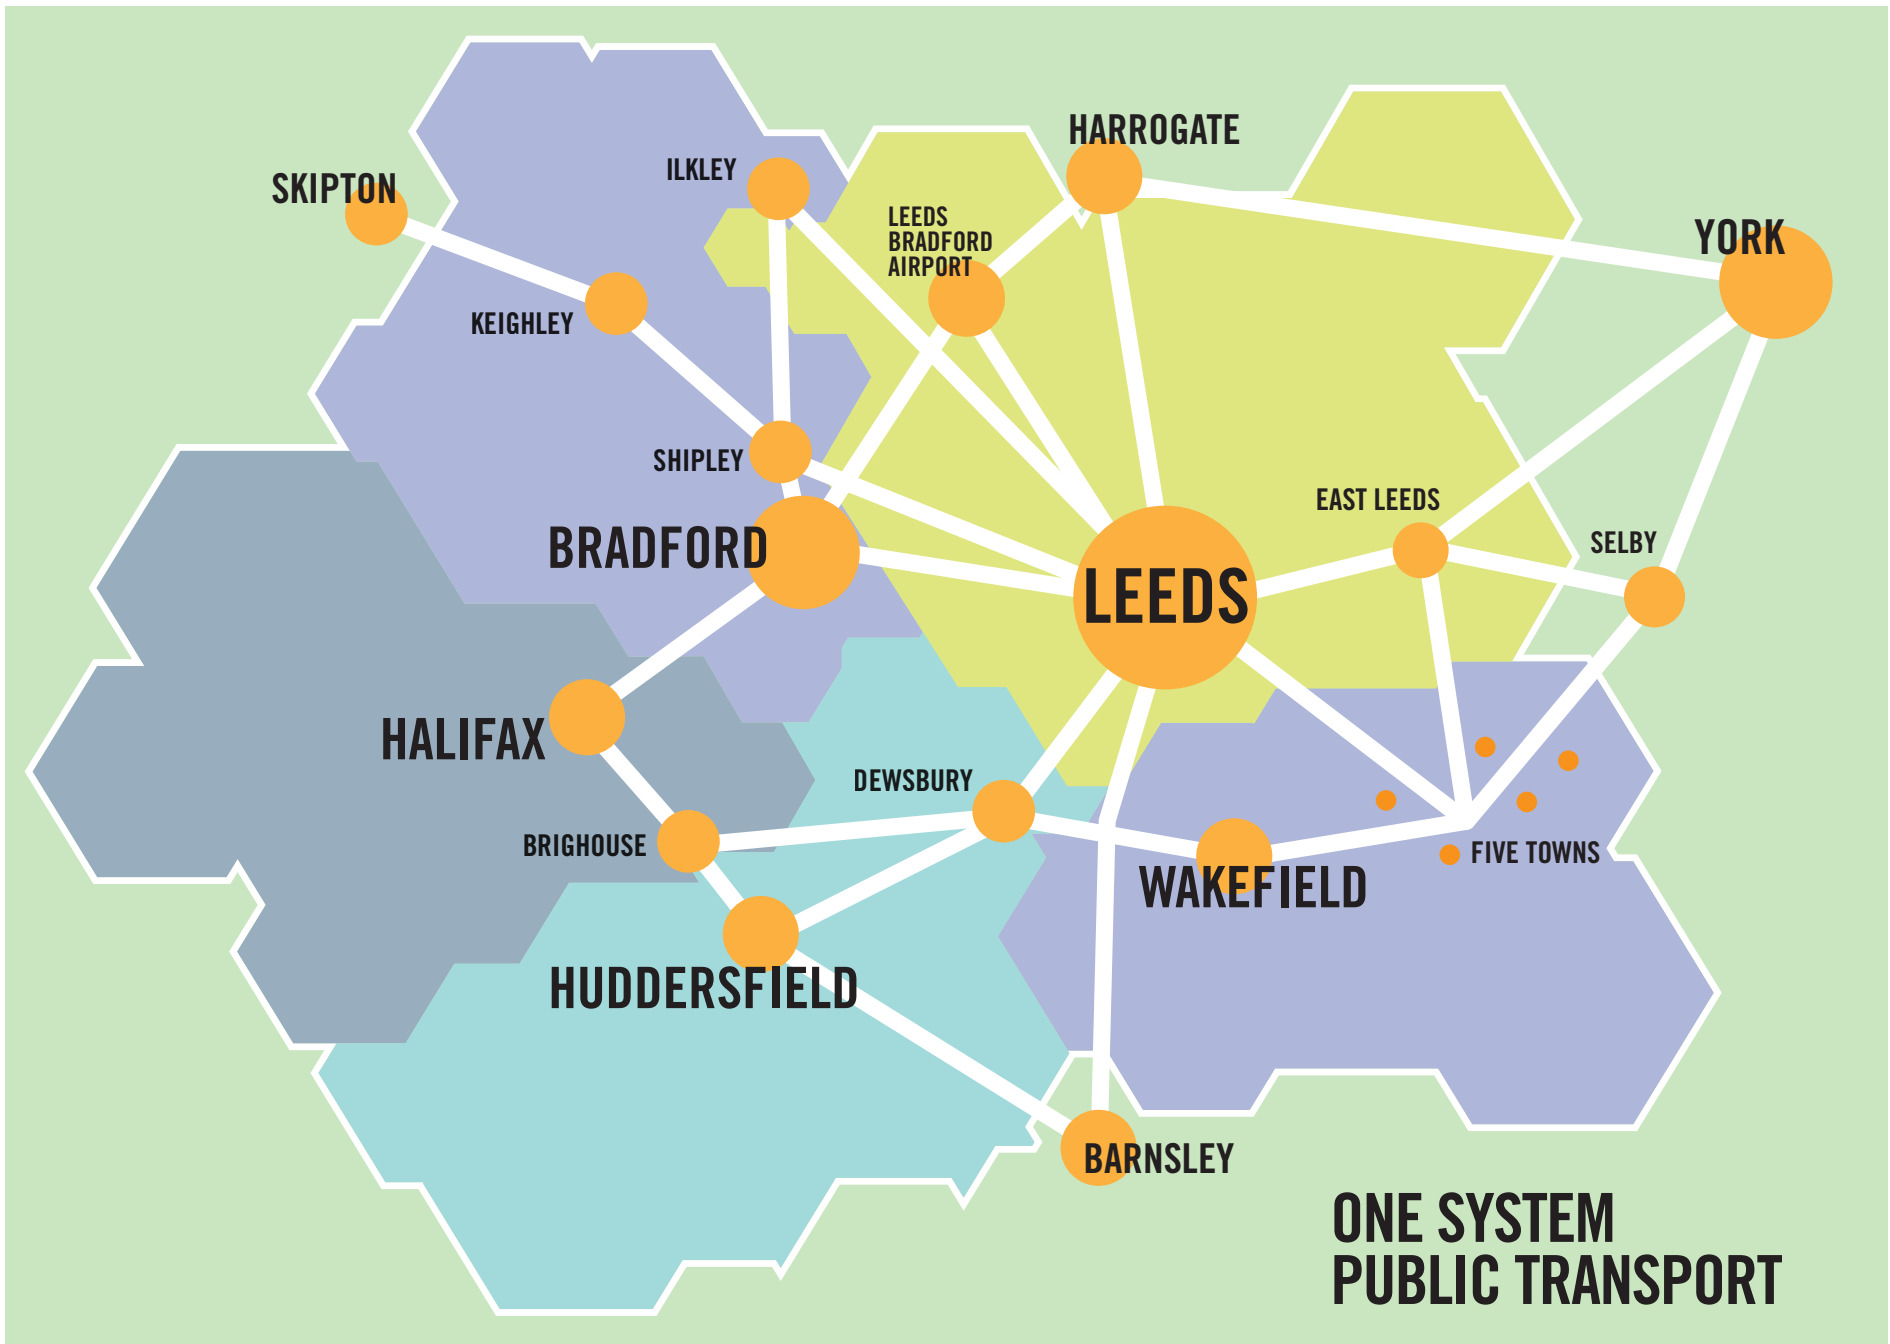 HARROGATE
ILKLEY
SKIPTON
LEEDS
BRADFORD
AIRPORT
YORK
KEIGHLEY
SHIPLEY
EAST LEEDS
BRADFORD
SELBY
LEEDS
HALIFAX
DEWSBURY
BRIGHOUSE
FIVE TOWNS
WAKEFIELD
HUDDERSFIELD
BARNSLEY
ONE SYSTEM
PUBLIC TRANSPORT